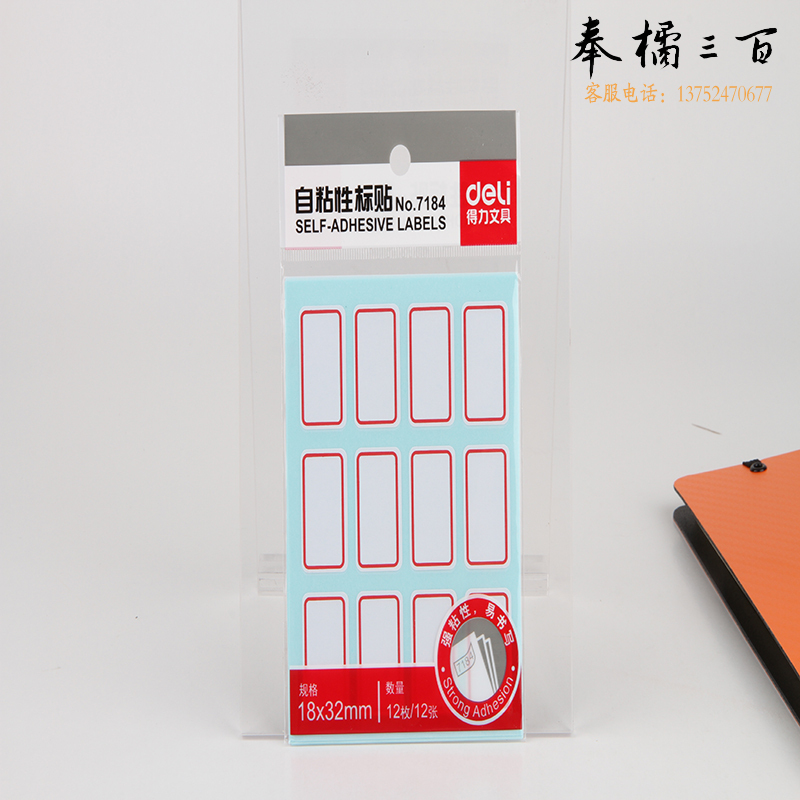 奉橘三百
客服电话：13752470677
自粘性标贴 No.7184
SELF-ADHESIVE LABELS
deli
得力文具
强粘性，易书写
7184
Strong Adhesion
规格
18x32mm
数量
12枚/12张